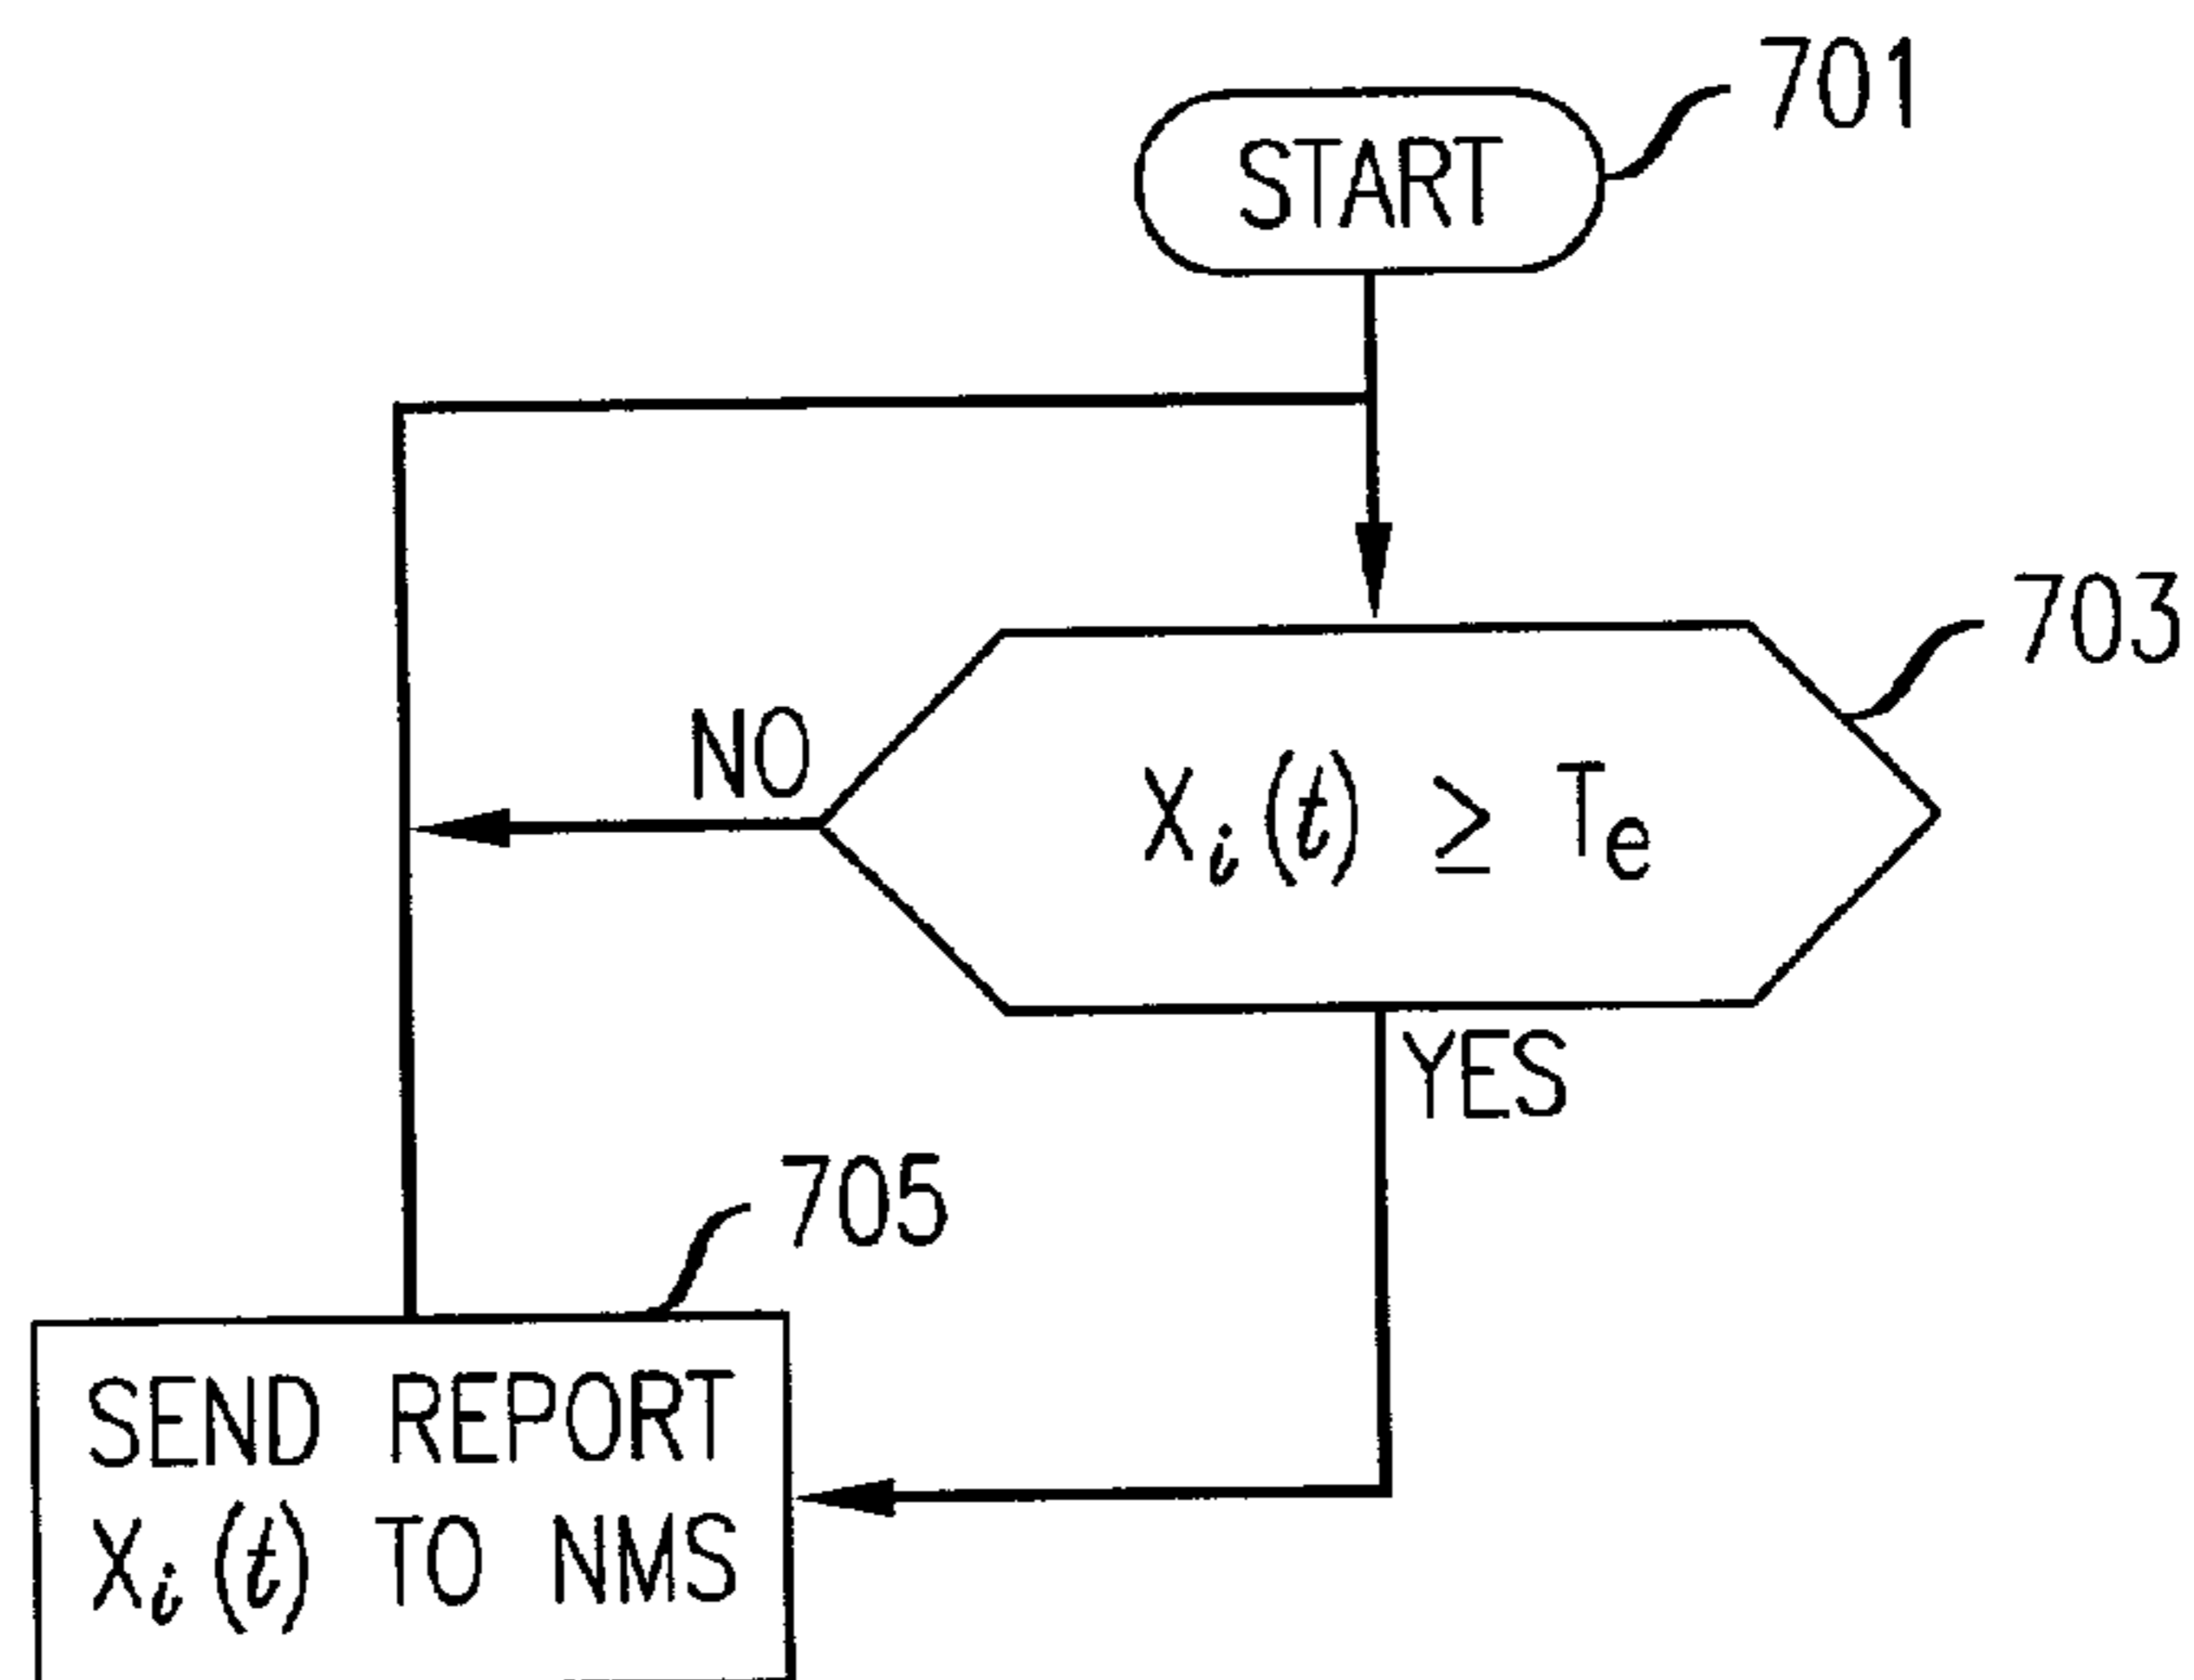 701
START
703
NO
Xi(t) ≥ Te
YES
705
SEND REPORT
Xi(t) TO NMS